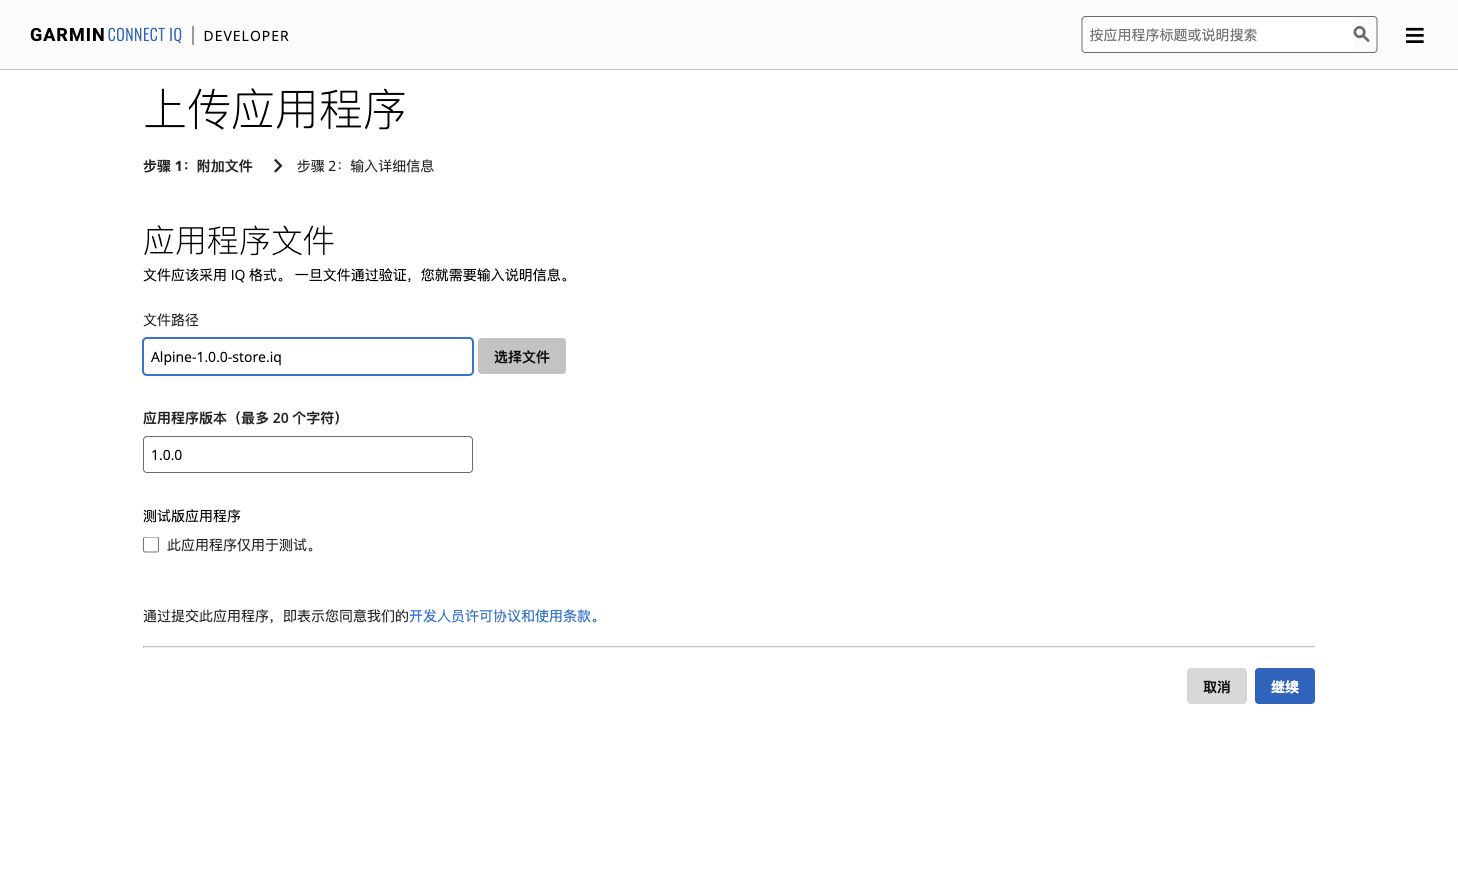 GARMIN CONNECT IQ | DEVELOPER
按应用程序标题或说明搜索
上传应用程序
步骤 1：附加文件 步骤 2：输入详细信息
应用程序文件
文件应该采用 IQ 格式。 一旦文件通过验证，您就需要输入说明信息。
文件路径
Alpine-1.0.0-store.iq 选择文件
应用程序版本（最多 20 个字符）
1.0.0
测试版应用程序
此应用程序仅用于测试。
通过提交此应用程序，即表示您同意我们的开发人员许可协议和使用条款。
取消 继续